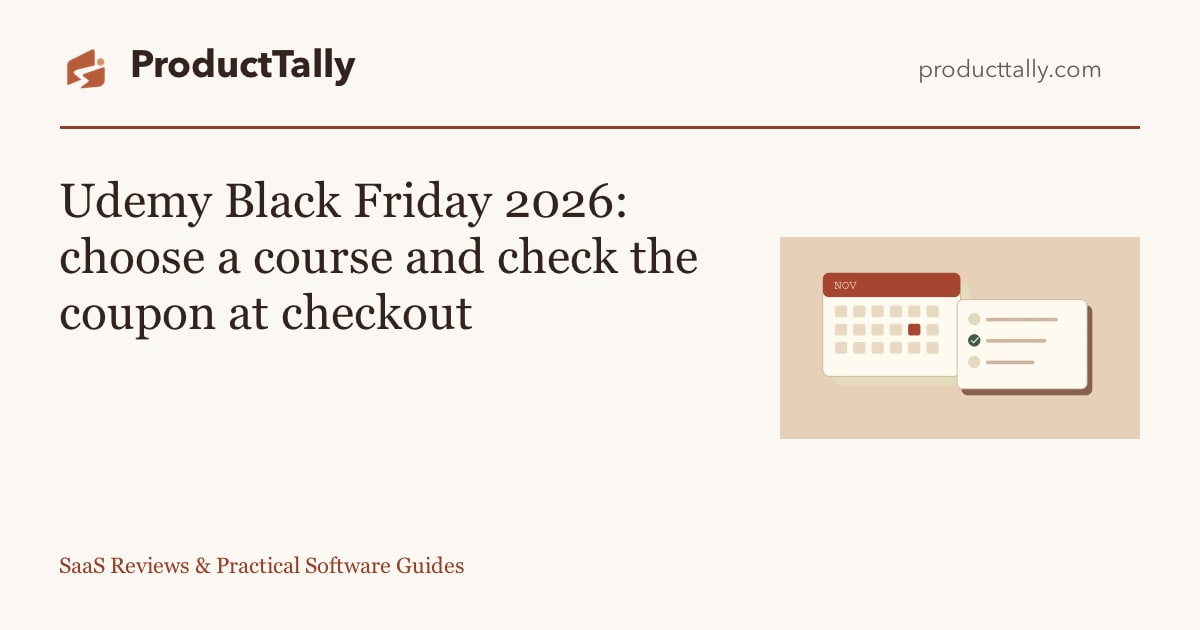 ProductTally
producttally.com
Udemy Black Friday 2026:
choose a course and check the
coupon at checkout
NOV
SaaS Reviews & Practical Software Guides